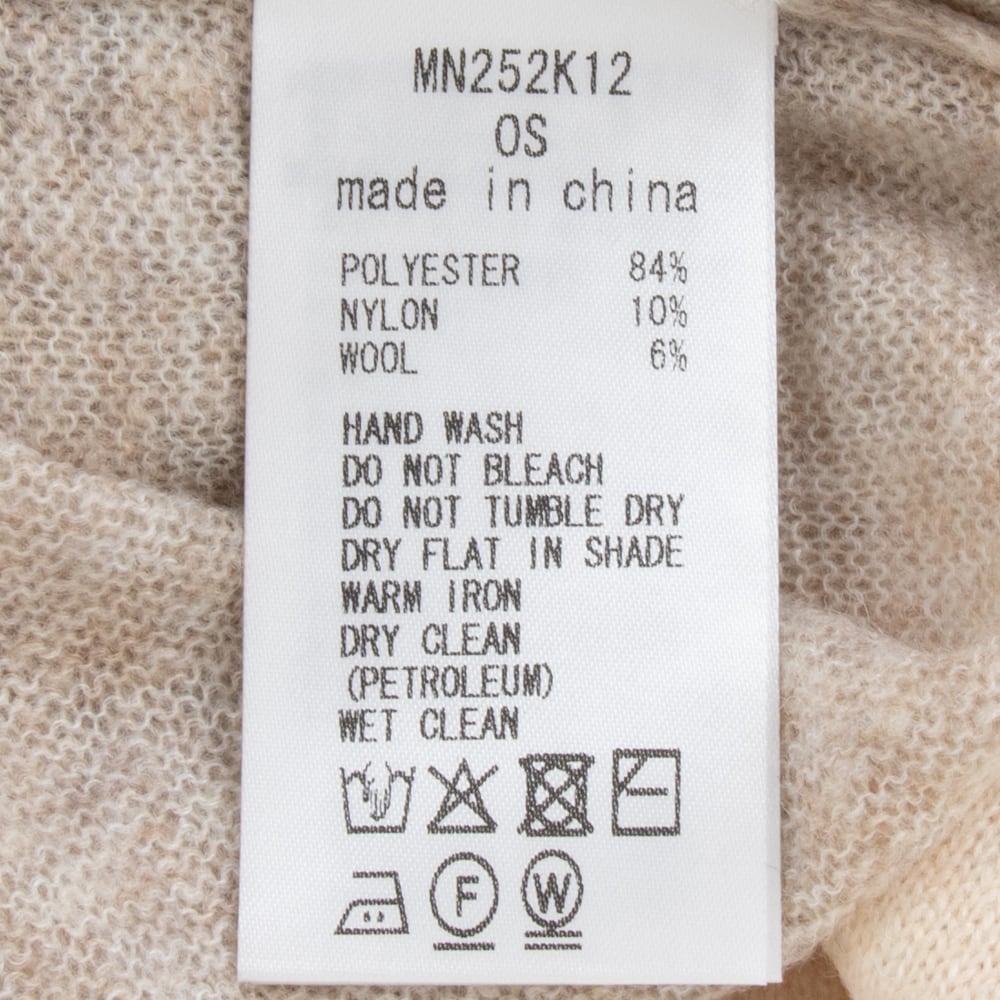 MN252K12
OS
made in china
POLYESTER 84%
NYLON 10%
WOOL 6%
HAND WASH
DO NOT BLEACH
DO NOT TUMBLE DRY
DRY FLAT IN SHADE
WARM IRON
DRY CLEAN
(PETROLEUM)
WET CLEAN
F W